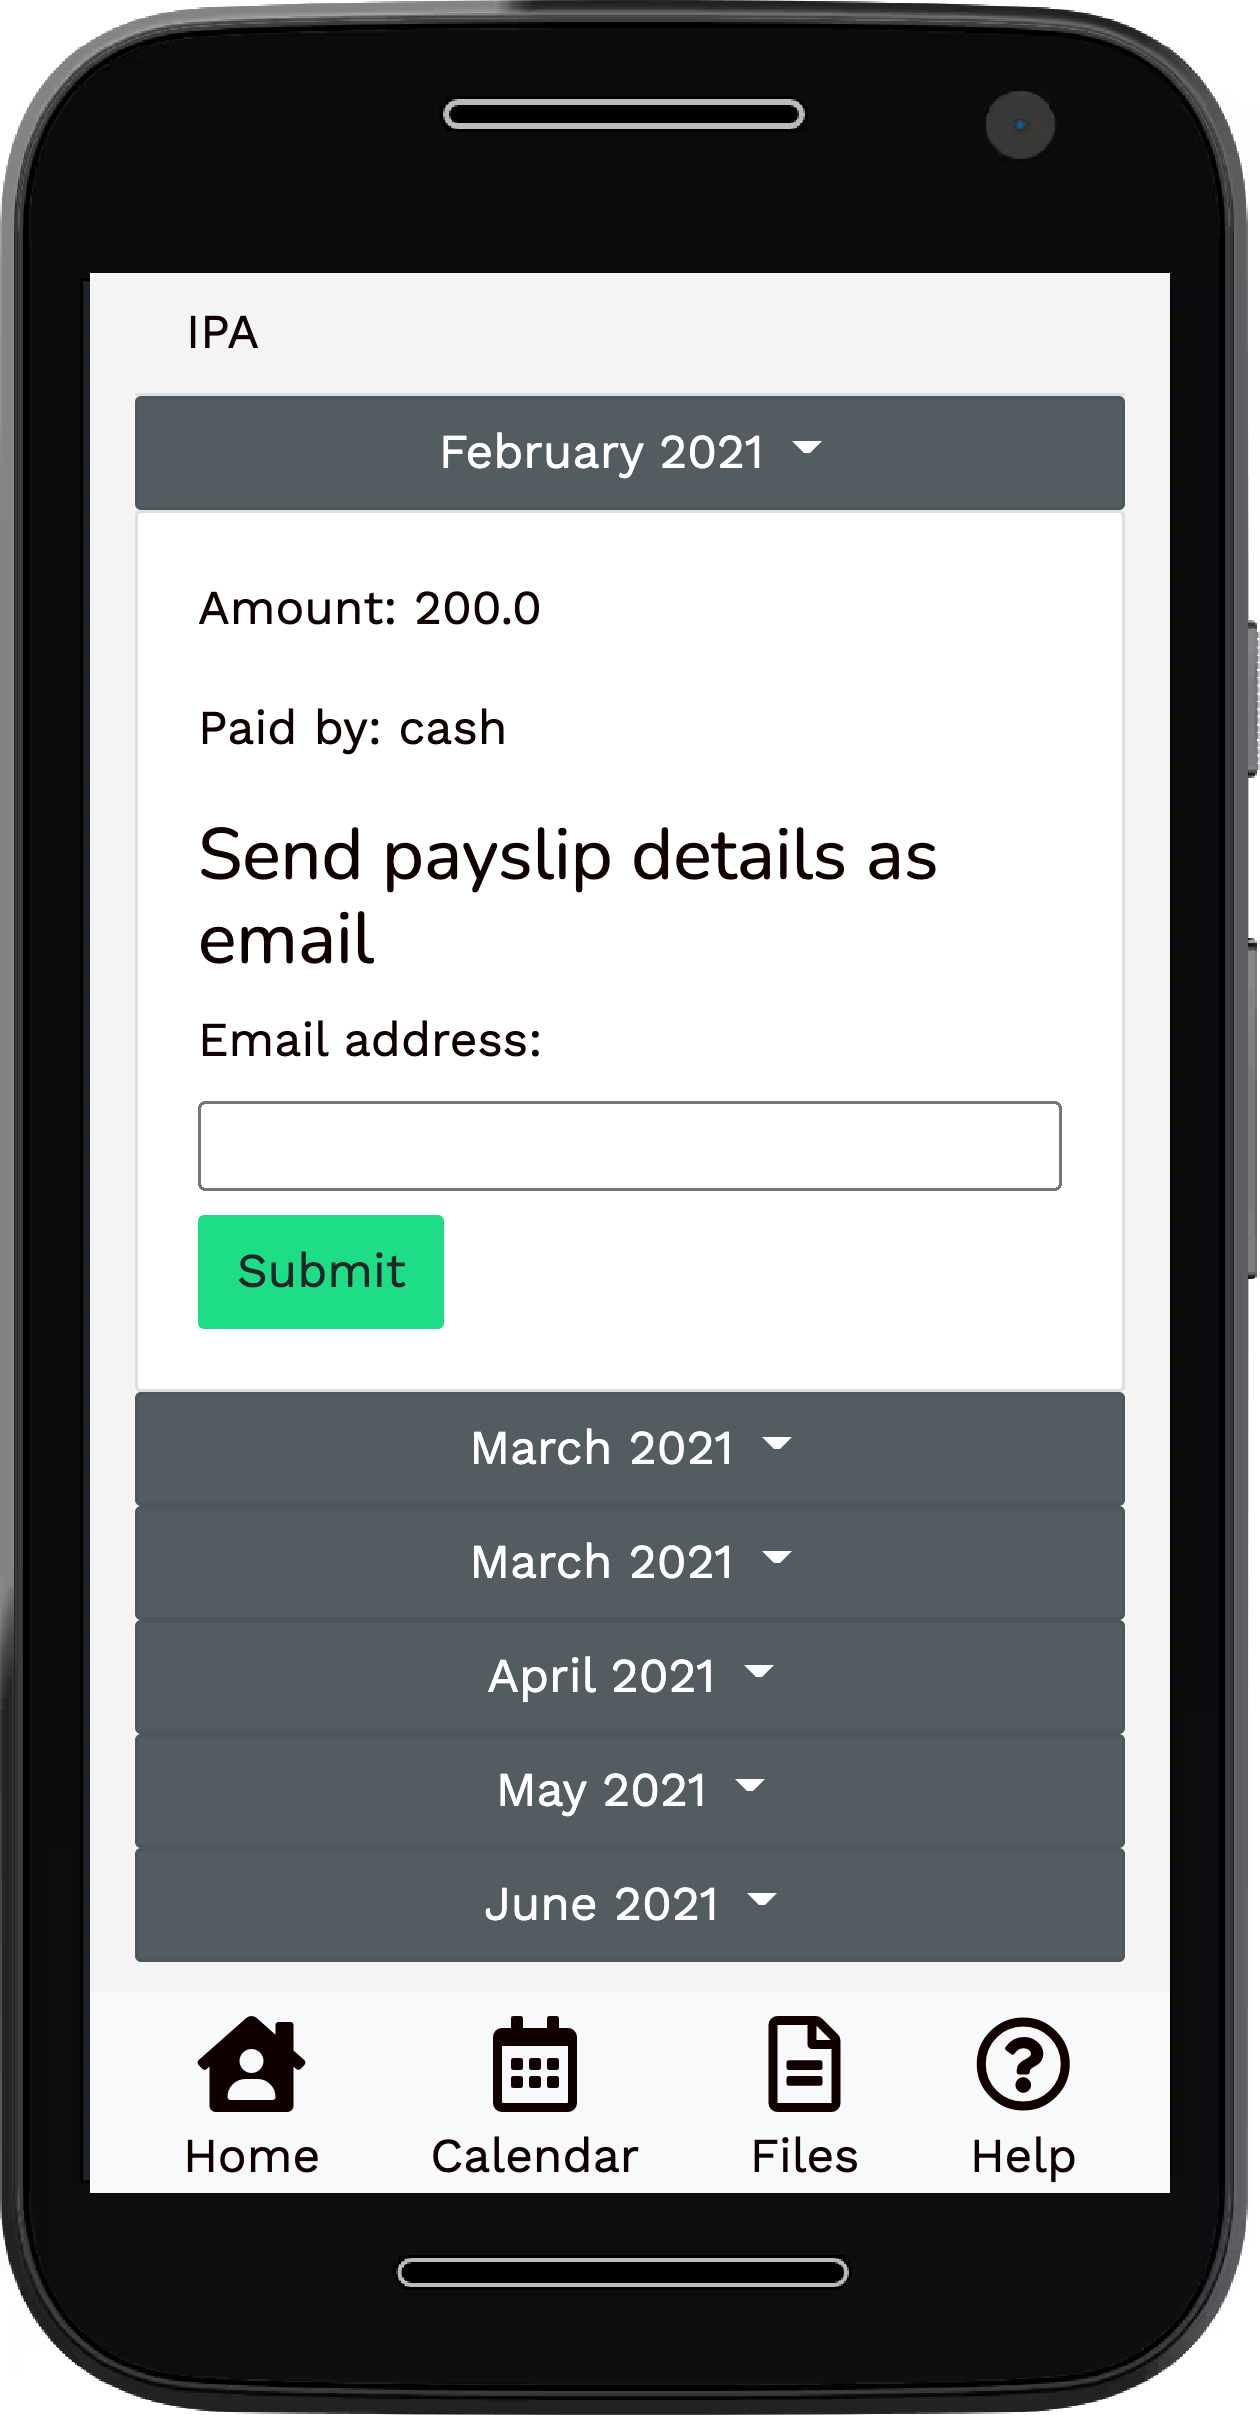 IPA
February 2021
Amount: 200.0
Paid by: cash
Send payslip details as
email
Email address:
Submit
March 2021
March 2021
April 2021
May 2021
June 2021
Home Calendar Files Help